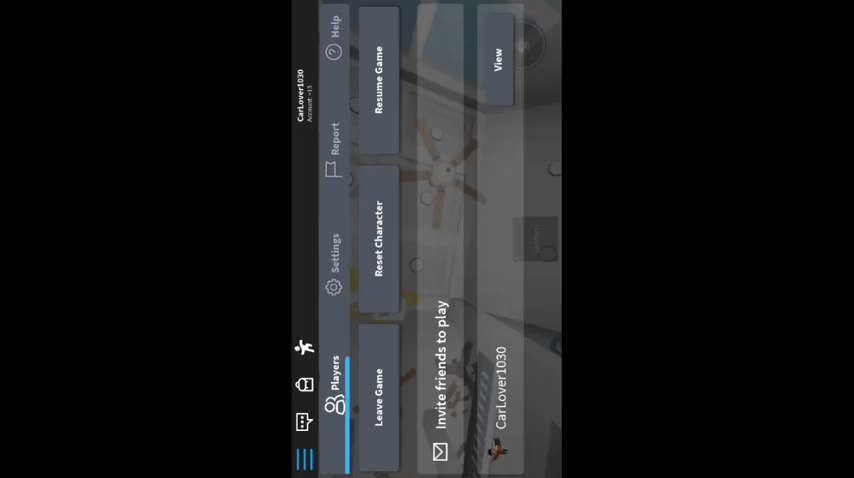 CarLover1030
Account: <13
Players
Settings
Report
Help
Leave Game
Reset Character
Resume Game
Invite friends to play
CarLover1030
View